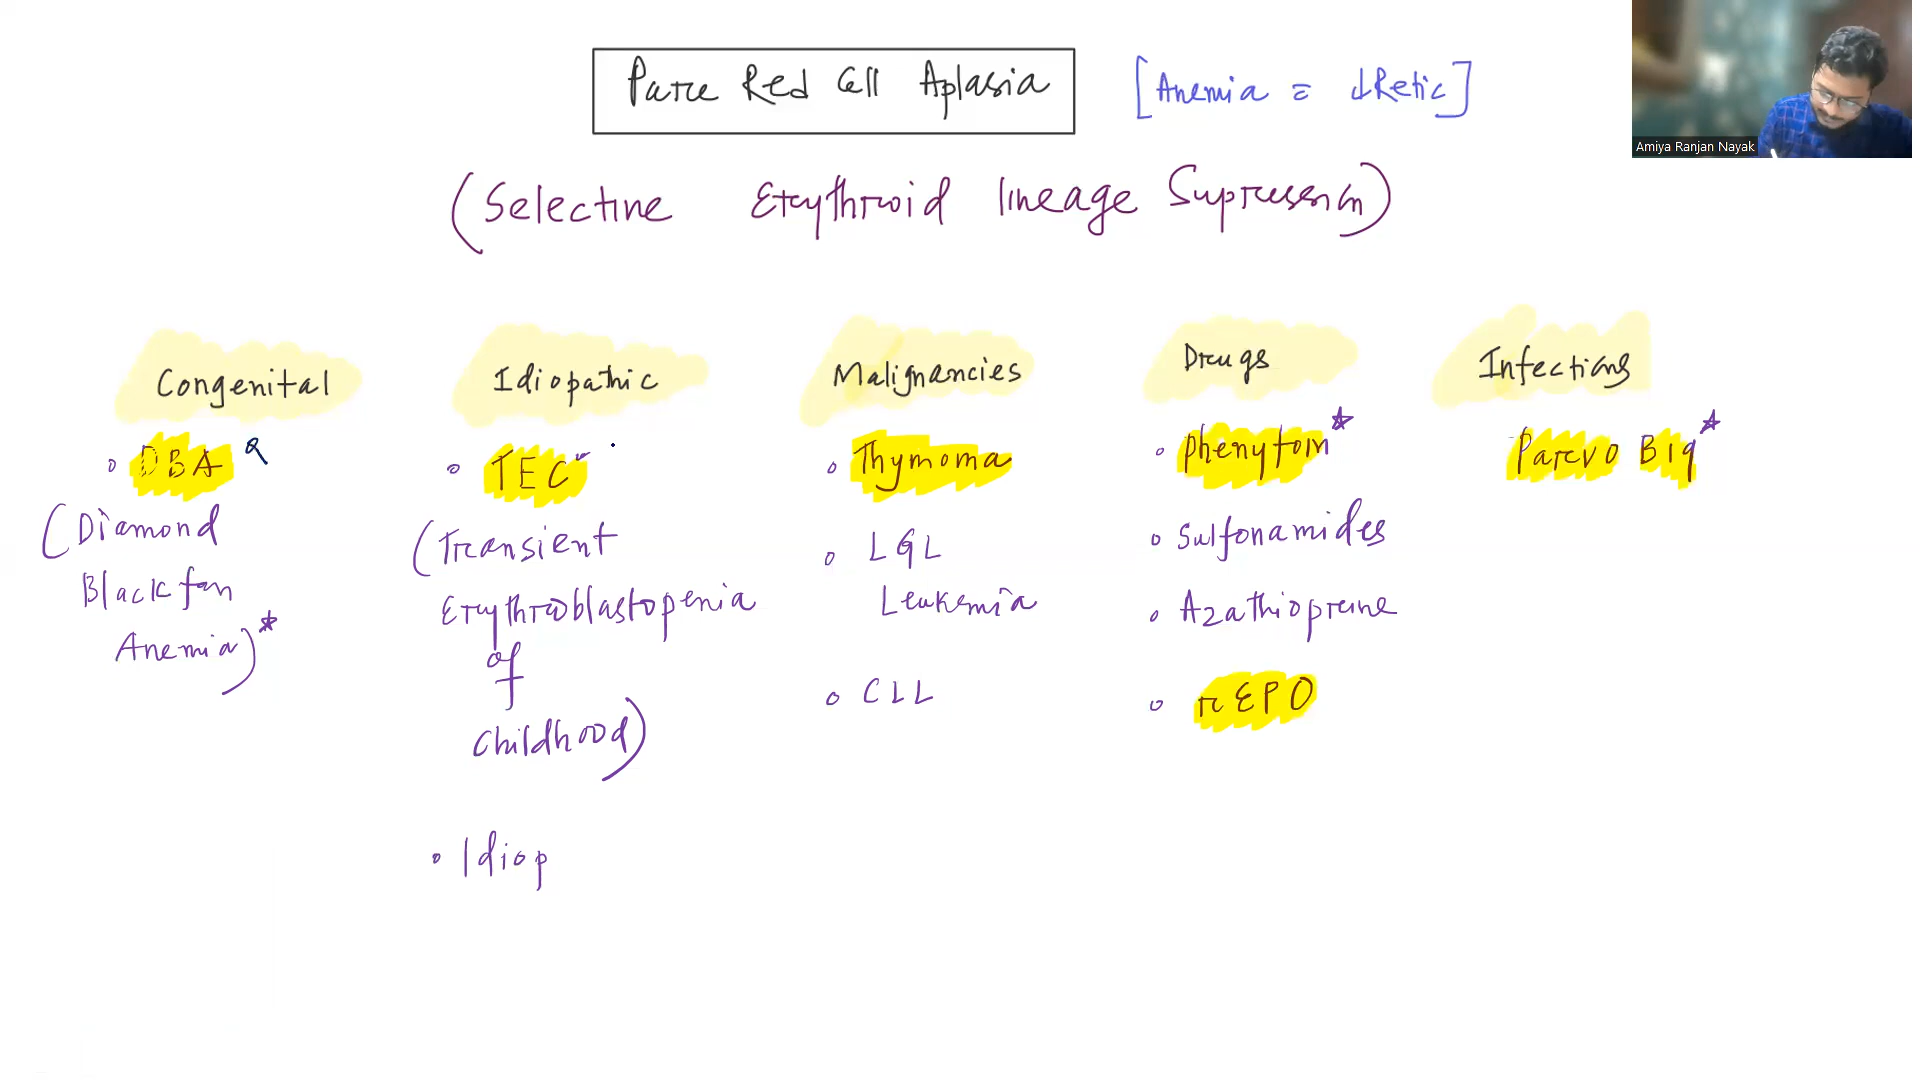 Pure Red Cell Aplasia
[Anemia = ↓Retic]
Amiya Ranjan Nayak
(Selective Erythroid lineage Supression)
Congenital
DBA
(Diamond
Blackfan
Anemia)*
Idiopathic
TEC
(Transient
Erythroblastopenia
of
Childhood)
Idiop
Malignancies
Thymoma
LGL
Leukemia
CLL
Drugs
Phenytoin*
Sulfonamides
Azathioprine
rEPO
Infections
Parvo B19*